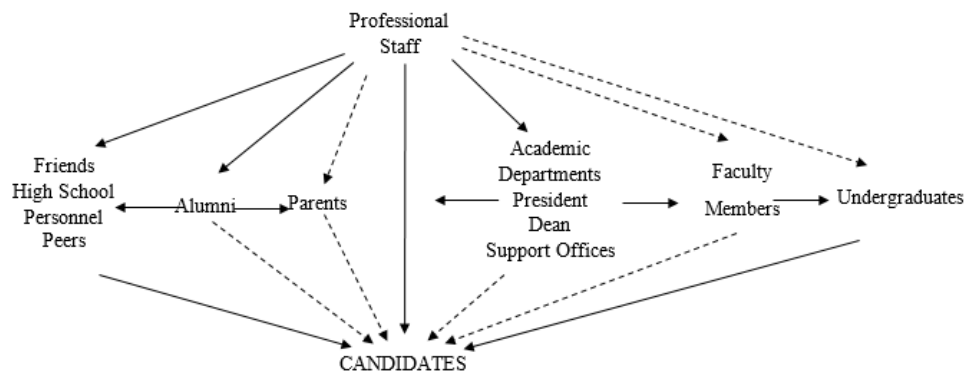 Professional
Staff
Friends
High School
Personnel
Peers
Alumni
Parents
Academic
Departments
President
Dean
Support Offices
Faculty
Members
Undergraduates
CANDIDATES